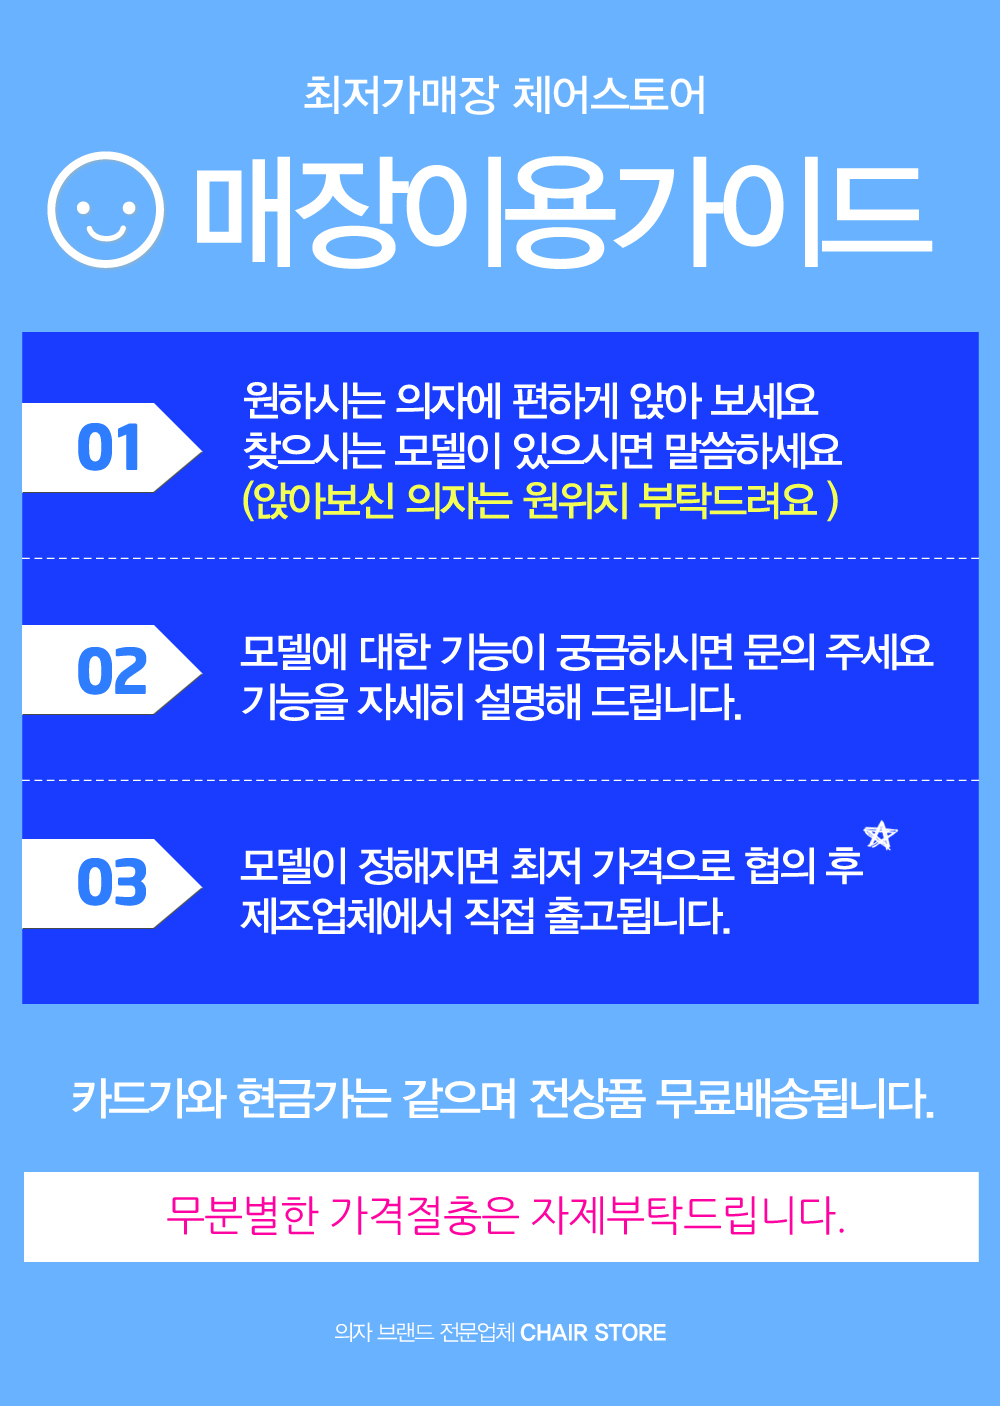 최저가매장 체어스토어
매장이용가이드
01
원하시는 의자에 편하게 앉아 보세요
찾으시는 모델이 있으시면 말씀하세요
(앉아보신 의자는 원위치 부탁드려요 )
02
모델에 대한 기능이 궁금하시면 문의 주세요
기능을 자세히 설명해 드립니다.
03
모델이 정해지면 최저 가격으로 협의 후
제조업체에서 직접 출고됩니다.
카드가와 현금가는 같으며 전상품 무료배송됩니다.
무분별한 가격절충은 자제부탁드립니다.
의자 브랜드 전문업체 CHAIR STORE